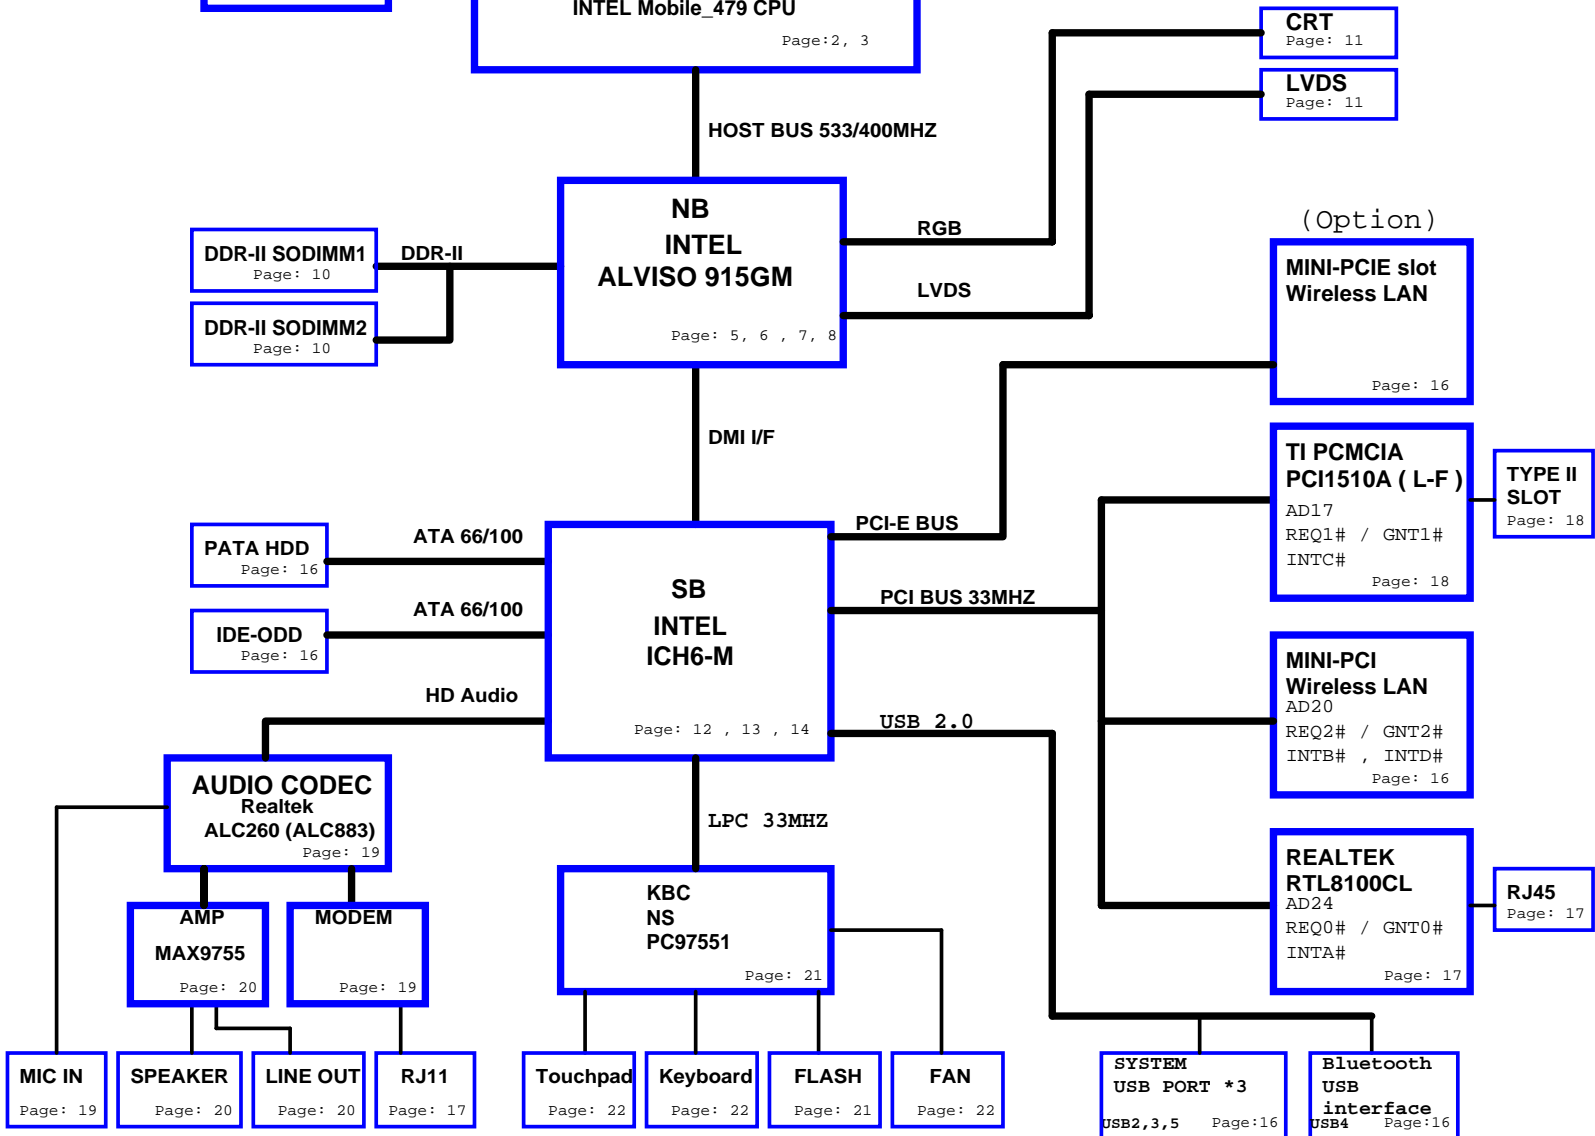 INTEL Mobile_479 CPU
Page:2, 3
CRT
Page: 11
LVDS
Page: 11
HOST BUS 533/400MHZ
NB
INTEL
ALVISO 915GM
Page: 5, 6 , 7, 8
RGB
LVDS
DDR-II SODIMM1
Page: 10
DDR-II
DDR-II SODIMM2
Page: 10
(Option)
MINI-PCIE slot
Wireless LAN
Page: 16
DMI I/F
TI PCMCIA
PCI1510A ( L-F )
AD17
REQ1# / GNT1#
INTC#
Page: 18
TYPE II
SLOT
Page: 18
PATA HDD
Page: 16
ATA 66/100
IDE-ODD
Page: 16
ATA 66/100
SB
INTEL
ICH6-M
Page: 12 , 13 , 14
PCI-E BUS
PCI BUS 33MHZ
USB 2.0
HD Audio
MINI-PCI
Wireless LAN
AD20
REQ2# / GNT2#
INTB# , INTD#
Page: 16
AUDIO CODEC
Realtek
ALC260 (ALC883)
Page: 19
LPC 33MHZ
REALTEK
RTL8100CL
AD24
REQ0# / GNT0#
INTA#
Page: 17
RJ45
Page: 17
AMP
MAX9755
Page: 20
MODEM
Page: 19
KBC
NS
PC97551
Page: 21
MIC IN
Page: 19
SPEAKER
Page: 20
LINE OUT
Page: 20
RJ11
Page: 17
Touchpad
Page: 22
Keyboard
Page: 22
FLASH
Page: 21
FAN
Page: 22
SYSTEM
USB PORT *3
USB2,3,5 Page:16
Bluetooth
USB
interface
USB4 Page:16